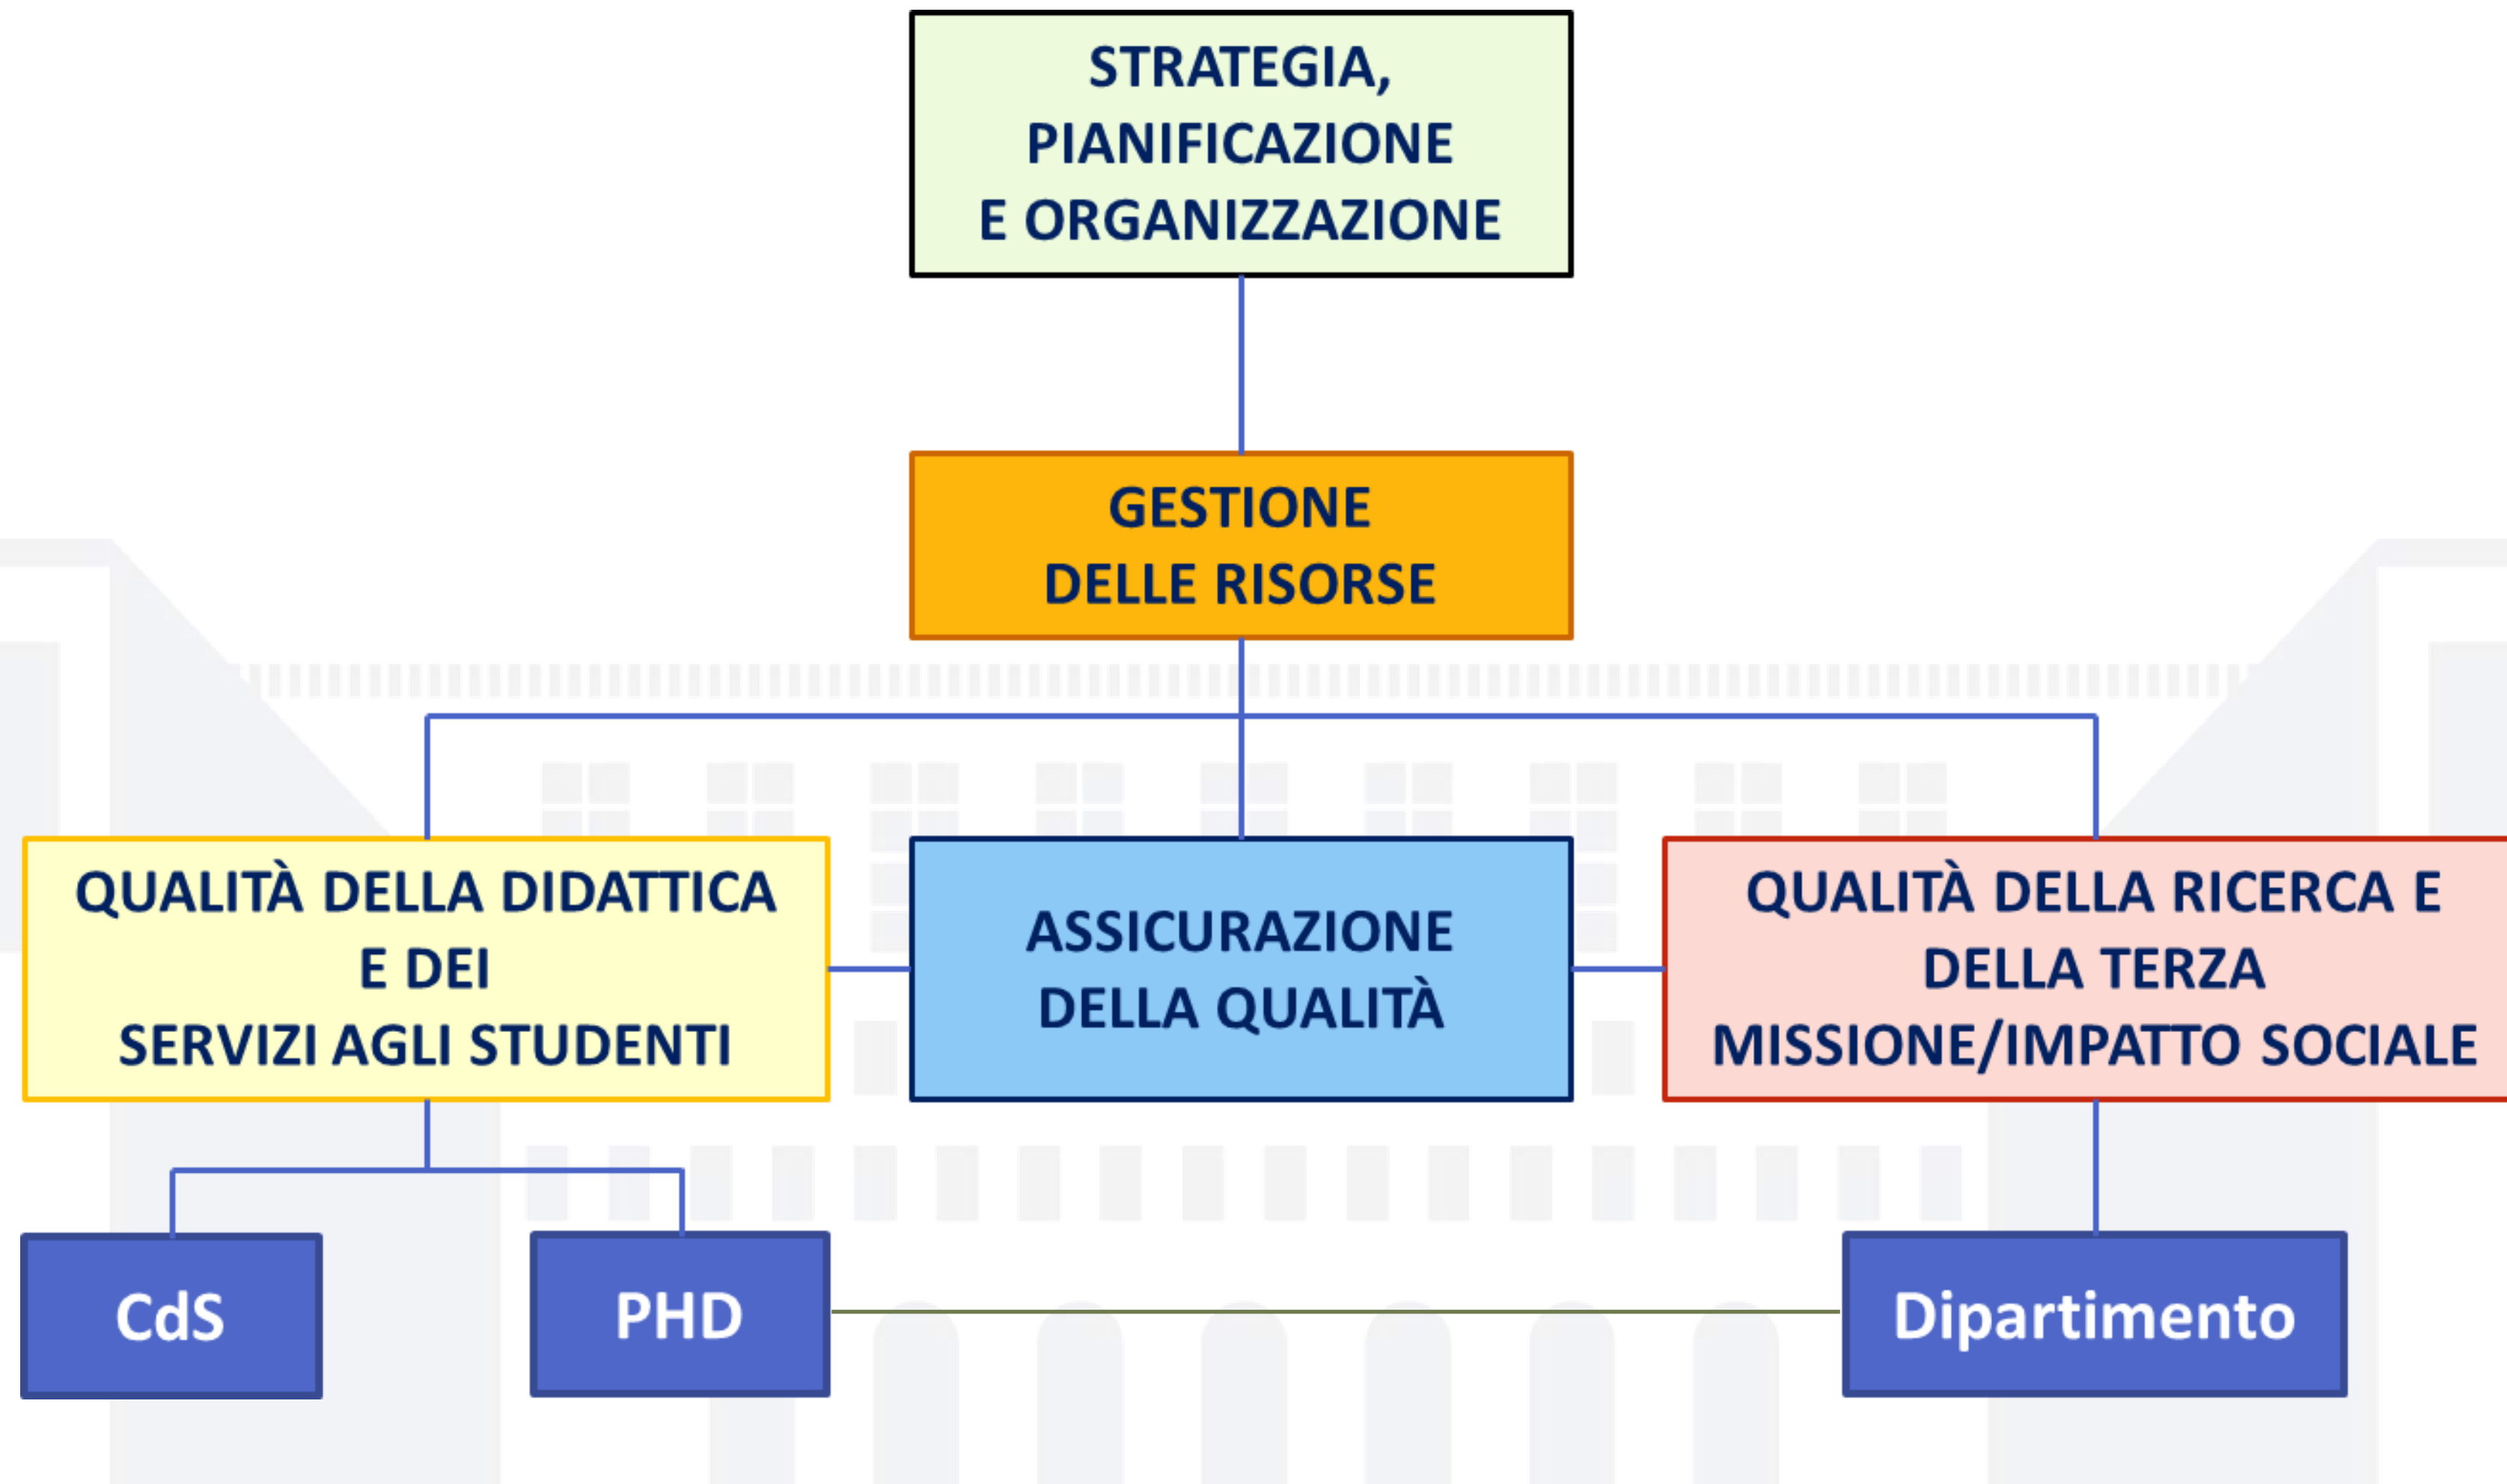 STRATEGIA,
PIANIFICAZIONE
E ORGANIZZAZIONE
GESTIONE
DELLE RISORSE
QUALITÀ DELLA DIDATTICA
E DEI
SERVIZI AGLI STUDENTI
ASSICURAZIONE
DELLA QUALITÀ
QUALITÀ DELLA RICERCA E
DELLA TERZA
MISSIONE/IMPATTO SOCIALE
CdS
PHD
Dipartimento